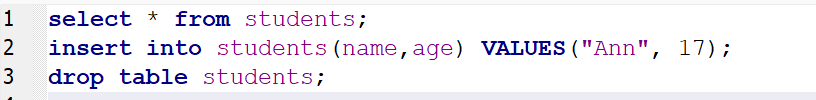 1 select * from students;
2 insert into students(name,age) VALUES("Ann", 17);
3 drop table students;